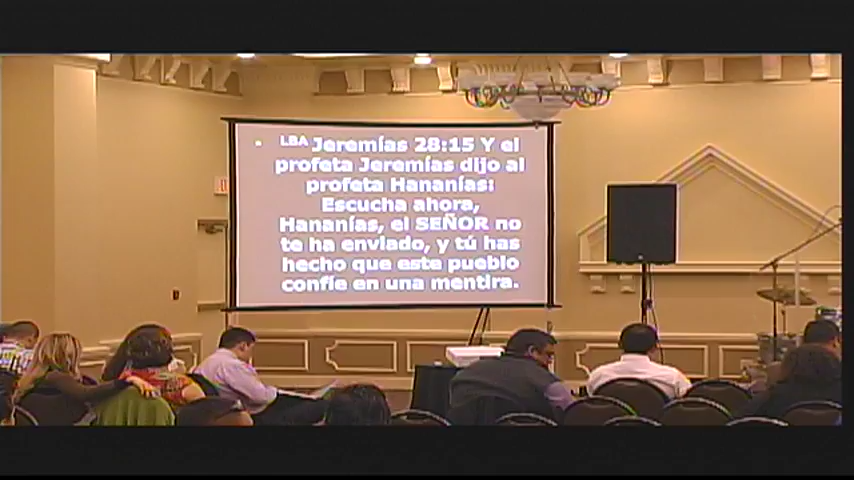 • LBA Jeremías 28:15 Y el
profeta Jeremías dijo al
profeta Hananías:
Escucha ahora,
Hananías, el SEÑOR no
te ha enviado, y tú has
hecho que este pueblo
confíe en una mentira.